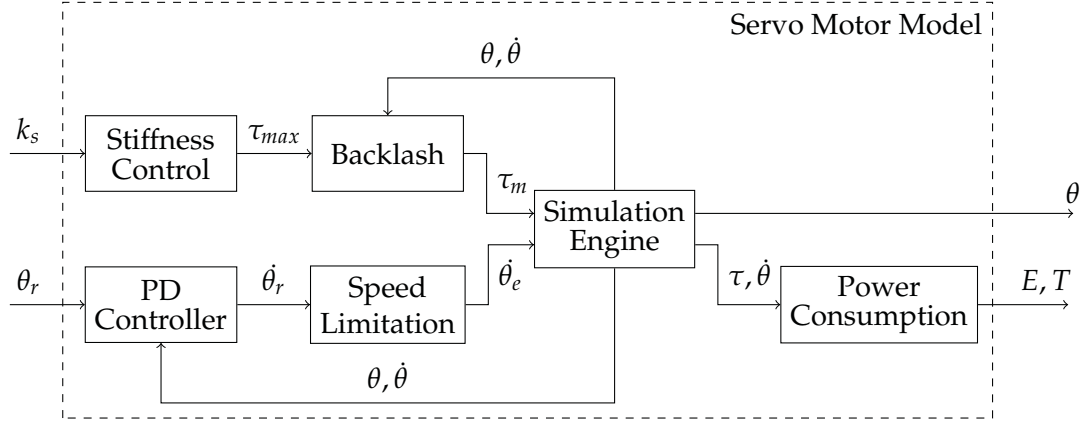 Servo Motor Model
θ, θ̇
k_s
Stiffness
Control
τ_max
Backlash
τ_m
Simulation
Engine
θ
θ_r
PD
Controller
θ̇_r
Speed
Limitation
θ̇_e
τ, θ̇
Power
Consumption
E, T
θ, θ̇